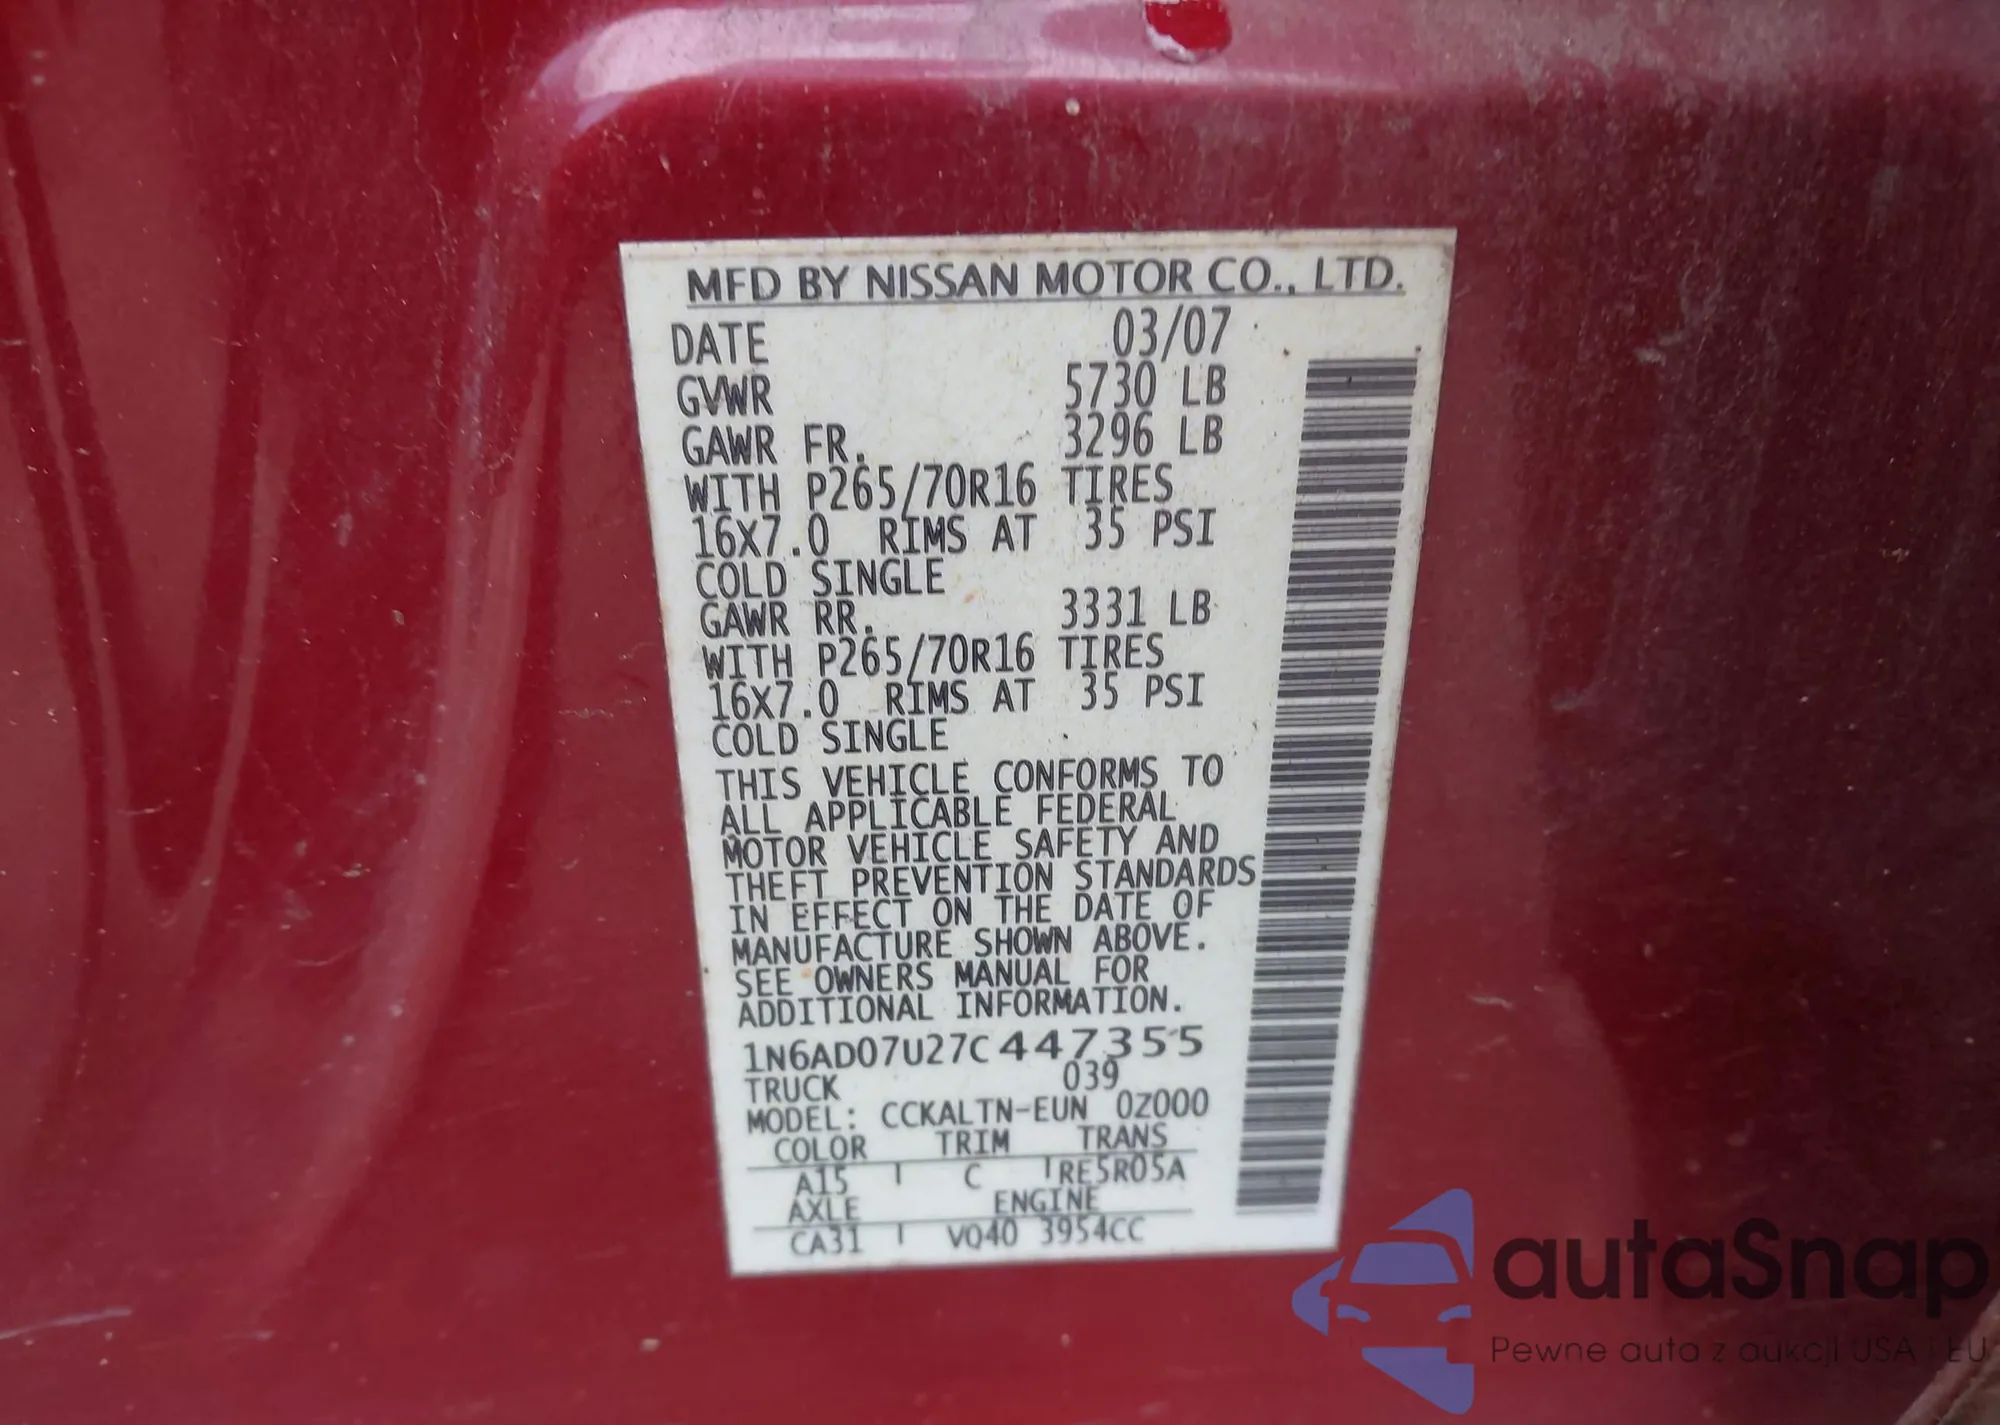 MFD BY NISSAN MOTOR CO., LTD.
DATE 03/07
GVWR 5730 LB
GAWR FR. 3296 LB
WITH P265/70R16 TIRES
16X7.0 RIMS AT 35 PSI
COLD SINGLE
GAWR RR. 3331 LB
WITH P265/70R16 TIRES
16X7.0 RIMS AT 35 PSI
COLD SINGLE
THIS VEHICLE CONFORMS TO
ALL APPLICABLE FEDERAL
MOTOR VEHICLE SAFETY AND
THEFT PREVENTION STANDARDS
IN EFFECT ON THE DATE OF
MANUFACTURE SHOWN ABOVE.
SEE OWNERS MANUAL FOR
ADDITIONAL INFORMATION.
1N6AD07U27C447355
TRUCK 039
MODEL: CCKALTN-EUN 0Z000
COLOR TRIM TRANS
A15 C RE5R05A
AXLE ENGINE
CA31 VQ40 3954CC
autaSnap
Pewne auta z aukcji USA i EU